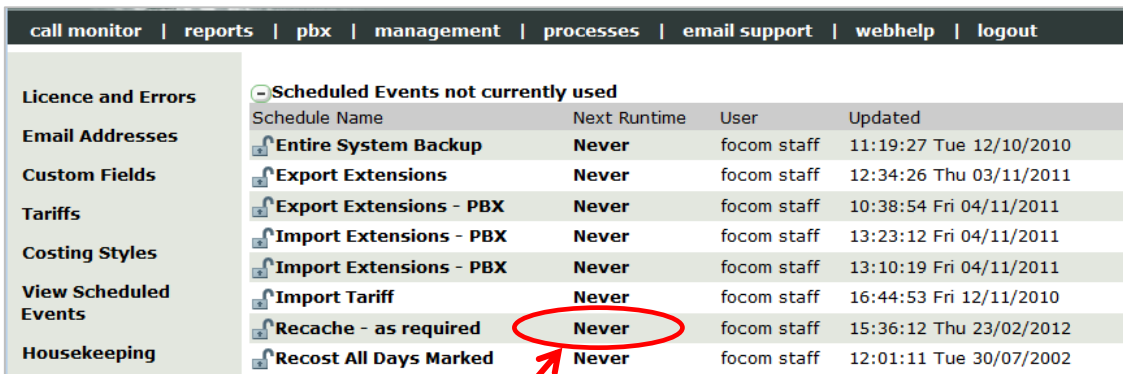 call monitor | reports | pbx | management | processes | email support | webhelp | logout
Licence and Errors
Email Addresses
Custom Fields
Tariffs
Costing Styles
View Scheduled
Events
Housekeeping
Scheduled Events not currently used
Schedule Name Next Runtime User Updated
Entire System Backup Never focom staff 11:19:27 Tue 12/10/2010
Export Extensions Never focom staff 12:34:26 Thu 03/11/2011
Export Extensions - PBX Never focom staff 10:38:54 Fri 04/11/2011
Import Extensions - PBX Never focom staff 13:23:12 Fri 04/11/2011
Import Extensions - PBX Never focom staff 13:10:19 Fri 04/11/2011
Import Tariff Never focom staff 16:44:53 Fri 12/11/2010
Recache - as required Never focom staff 15:36:12 Thu 23/02/2012
Recost All Days Marked Never focom staff 12:01:11 Tue 30/07/2002